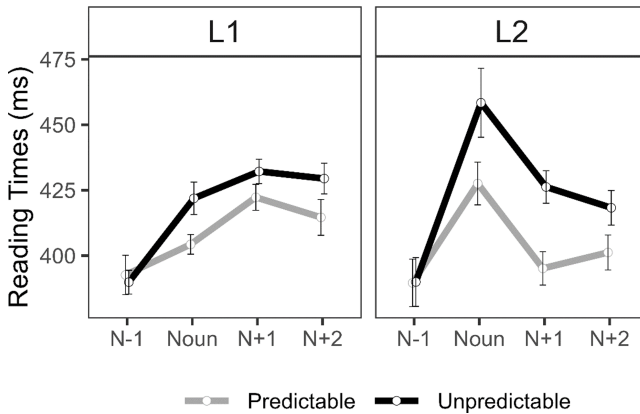 L1
L2
Reading Times (ms)
475
450
425
400
N-1 Noun N+1 N+2
N-1 Noun N+1 N+2
Predictable Unpredictable